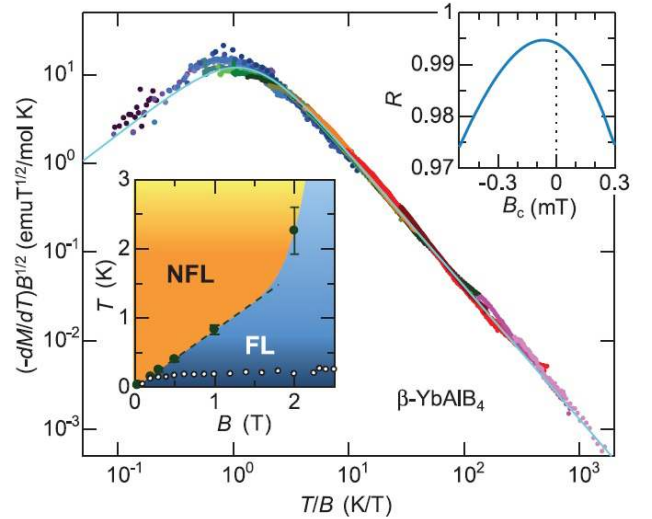 (-dM/dT)B^{1/2} (emuT^{1/2}/mol K)
10^1
10^0
10^{-1}
10^{-2}
10^{-3}
10^{-1}
10^0
10^1
10^2
10^3
T/B (K/T)
β-YbAlB_4
T (K)
3
2
1
0
0
1
2
B (T)
NFL
FL
R
1
0.99
0.98
0.97
-0.3
0
0.3
B_c (mT)